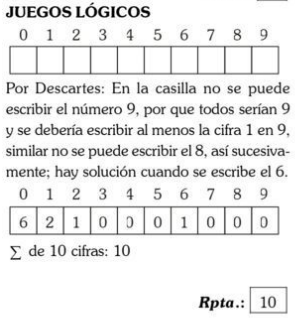 JUEGOS LÓGICOS
0 1 2 3 4 5 6 7 8 9
Por Descartes: En la casilla no se puede
escribir el número 9, por que todos serían 9
y se debería escribir al menos la cifra 1 en 9,
similar no se puede escribir el 8, así sucesiva-
mente; hay solución cuando se escribe el 6.
0 1 2 3 4 5 6 7 8 9
6 2 1 0 0 0 1 0 0 0
∑ de 10 cifras: 10
Rpta.: 10